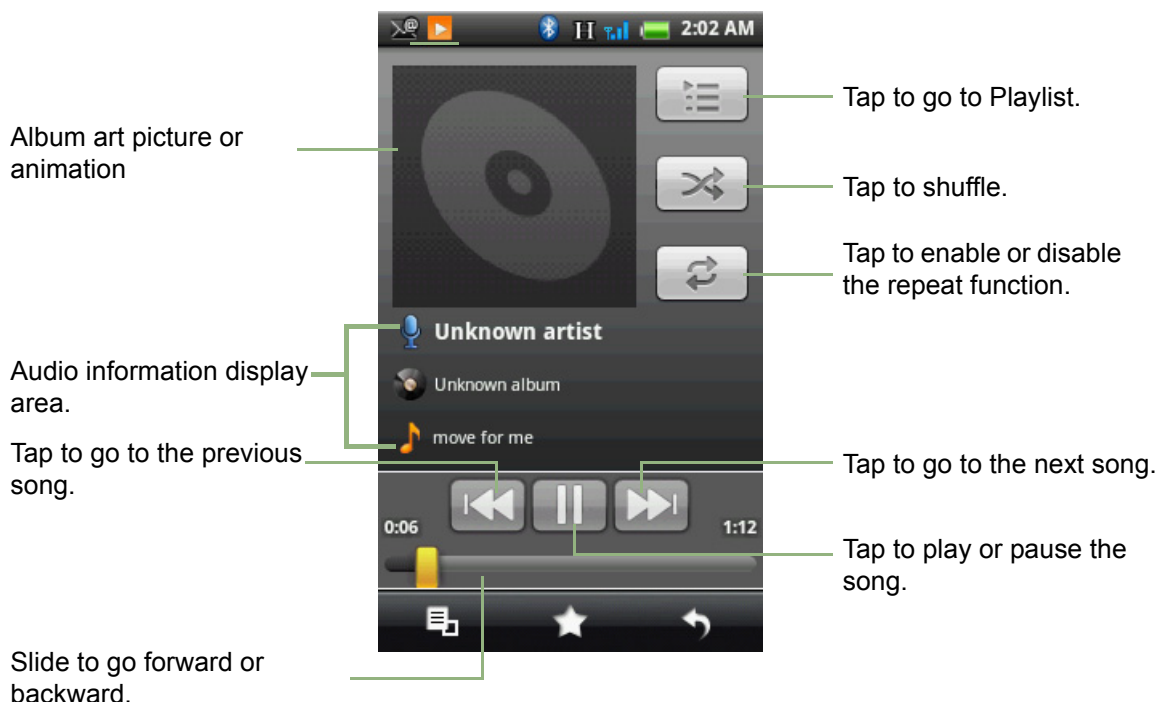 H 2:02 AM
Tap to go to Playlist.
Album art picture or
animation
Tap to shuffle.
Tap to enable or disable
the repeat function.
Unknown artist
Audio information display
area.
Unknown album
move for me
Tap to go to the previous
song.
Tap to go to the next song.
0:06
1:12
Tap to play or pause the
song.
Slide to go forward or
backward.